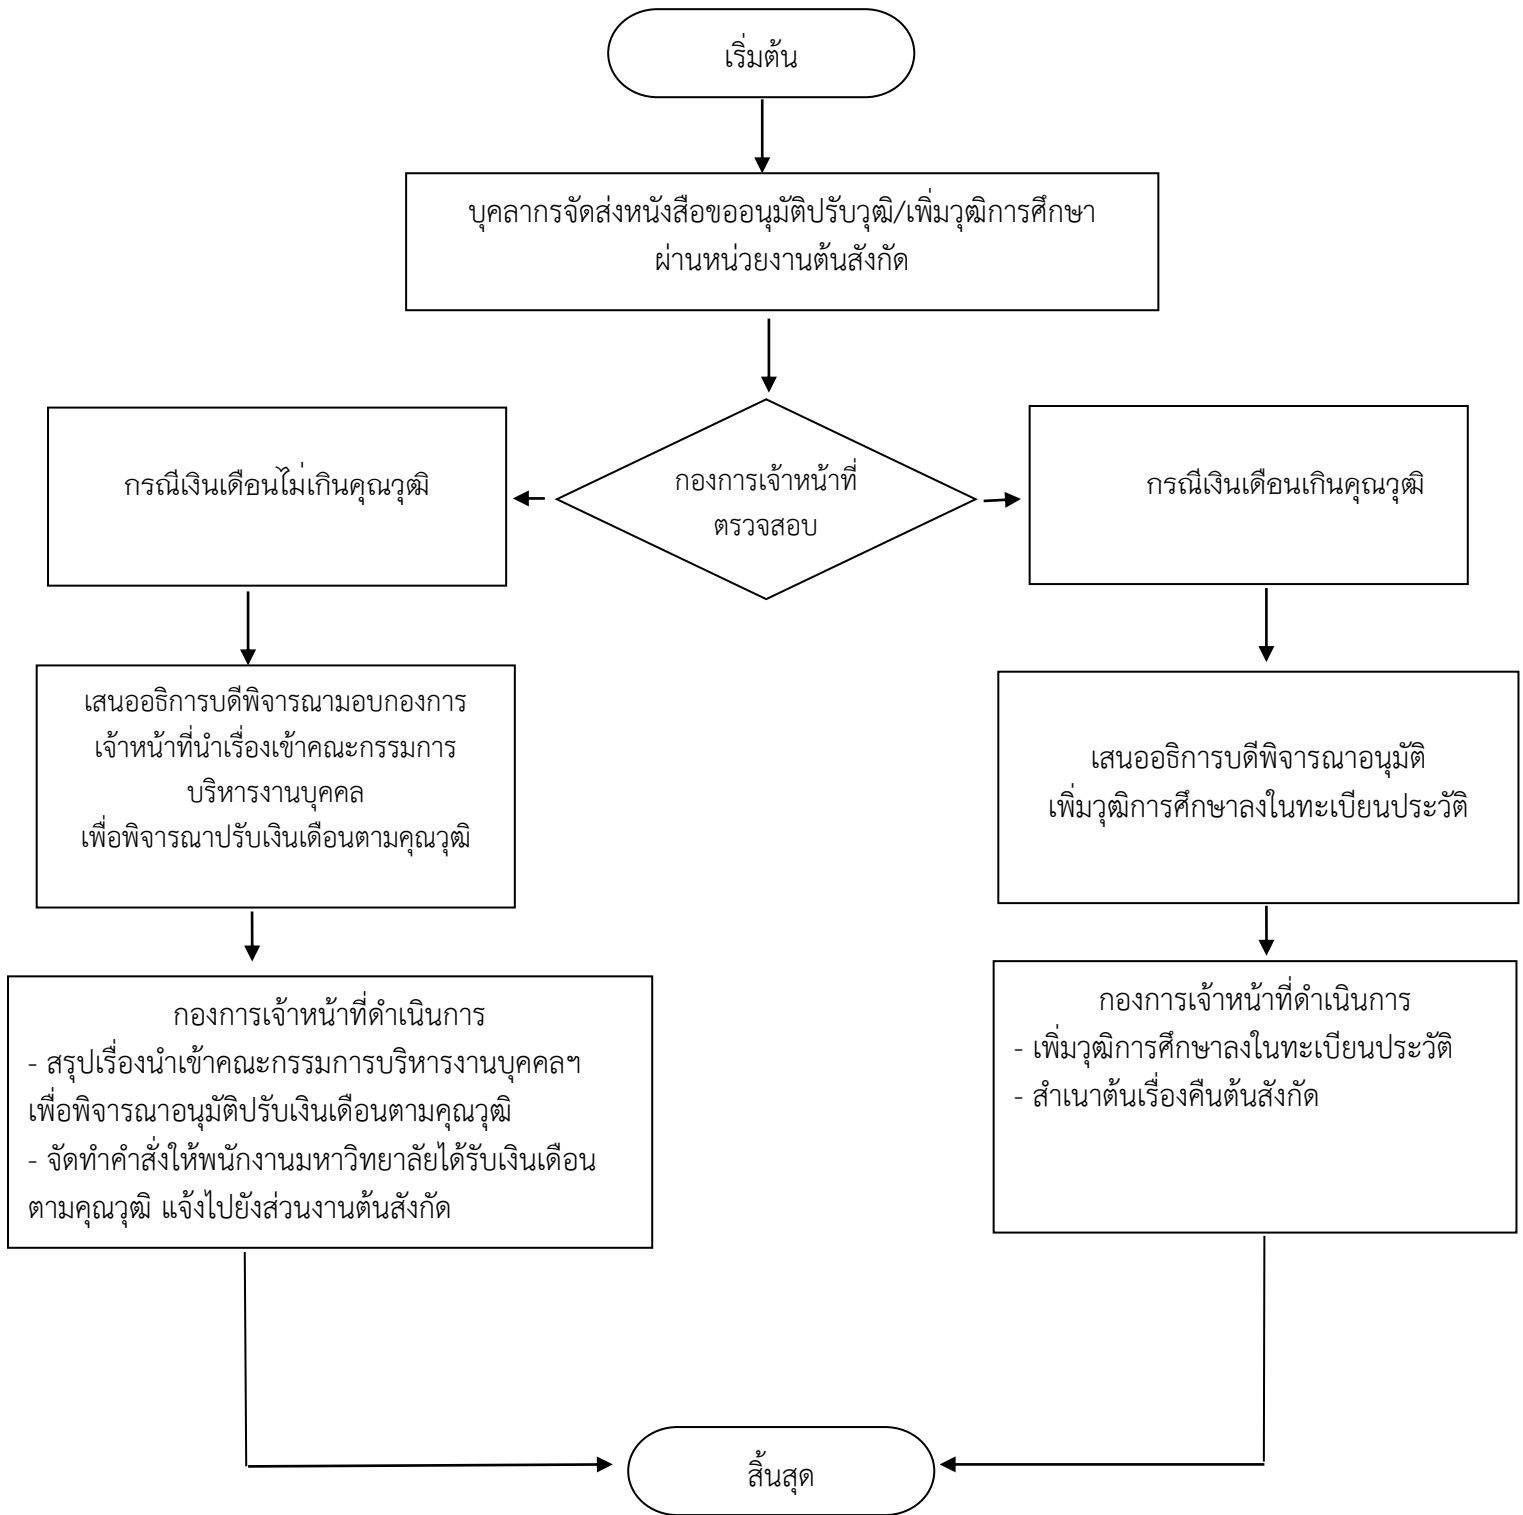 เริ่มต้น
บุคลากรจัดส่งหนังสือขออนุมัติปรับวุฒิ/เพิ่มวุฒิการศึกษา
ผ่านหน่วยงานต้นสังกัด
กองการเจ้าหน้าที่
ตรวจสอบ
กรณีเงินเดือนไม่เกินคุณวุฒิ
กรณีเงินเดือนเกินคุณวุฒิ
เสนออธิการบดีพิจารณามอบกองการ
เจ้าหน้าที่นำเรื่องเข้าคณะกรรมการ
บริหารงานบุคคล
เพื่อพิจารณาปรับเงินเดือนตามคุณวุฒิ
เสนออธิการบดีพิจารณาอนุมัติ
เพิ่มวุฒิการศึกษาลงในทะเบียนประวัติ
กองการเจ้าหน้าที่ดำเนินการ
- สรุปเรื่องนำเข้าคณะกรรมการบริหารงานบุคคลฯ
เพื่อพิจารณาอนุมัติปรับเงินเดือนตามคุณวุฒิ
- จัดทำคำสั่งให้พนักงานมหาวิทยาลัยได้รับเงินเดือน
ตามคุณวุฒิ แจ้งไปยังส่วนงานต้นสังกัด
กองการเจ้าหน้าที่ดำเนินการ
- เพิ่มวุฒิการศึกษาลงในทะเบียนประวัติ
- สำเนาต้นเรื่องคืนต้นสังกัด
สิ้นสุด